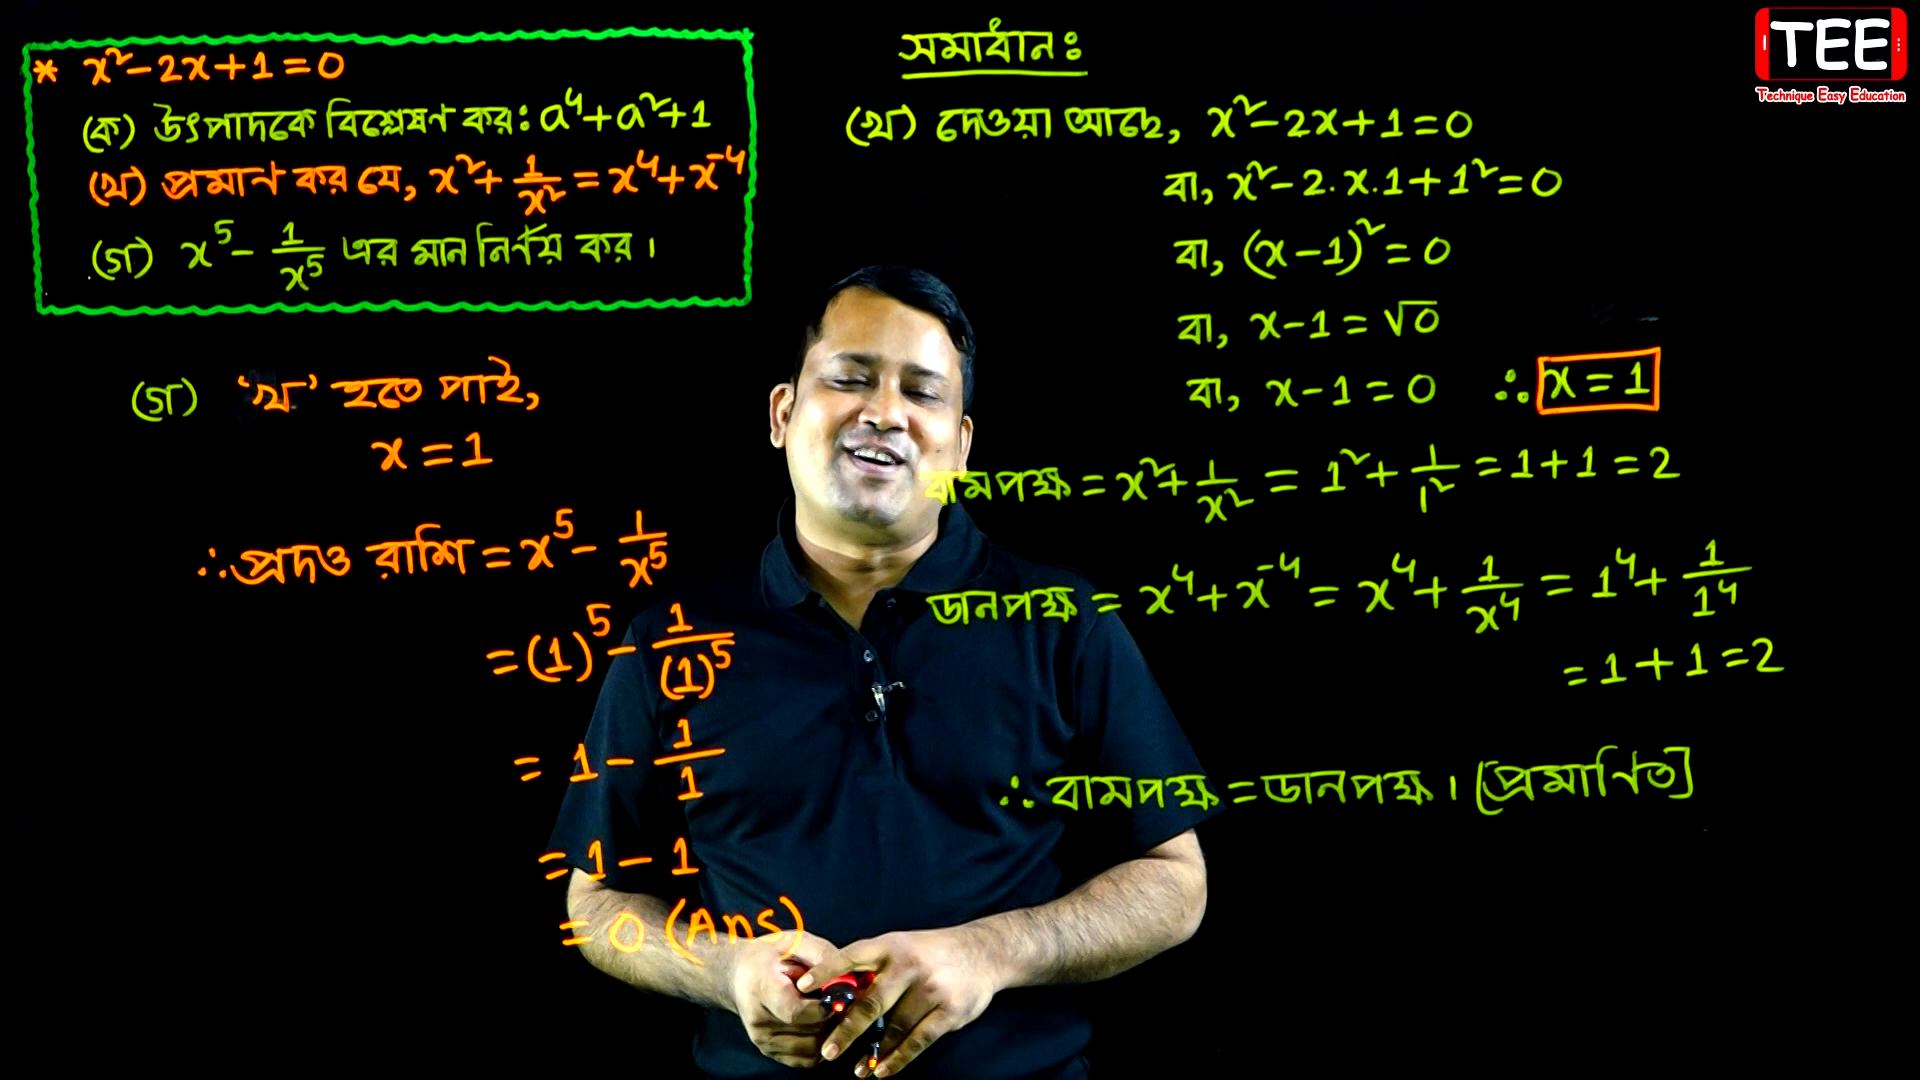 * x²-2x+1=0
(ক) উৎপাদকে বিশ্লেষণ কর: a⁴+a²+1
(খ) প্রমাণ কর যে, x²+1/x²=x⁴+x⁻⁴
(গ) x⁵-1/x⁵ এর মান নির্ণয় কর।
(গ) 'খ' হতে পাই,
x=1
∴প্রদত্ত রাশি=x⁵-1/x⁵
=(1)⁵-1/(1)⁵
=1-1/1
=1-1
=0 (Ans)
সমাধানঃ
(খ) দেওয়া আছে, x²-2x+1=0
বা, x²-2.x.1+1²=0
বা, (x-1)²=0
বা, x-1=√0
বা, x-1=0 ∴x=1
বামপক্ষ=x²+1/x²=1²+1/1²=1+1=2
ডানপক্ষ=x⁴+x⁻⁴=x⁴+1/x⁴=1⁴+1/1⁴
=1+1=2
∴বামপক্ষ=ডানপক্ষ। [প্রমাণিত]
TEE
Technique Easy Education